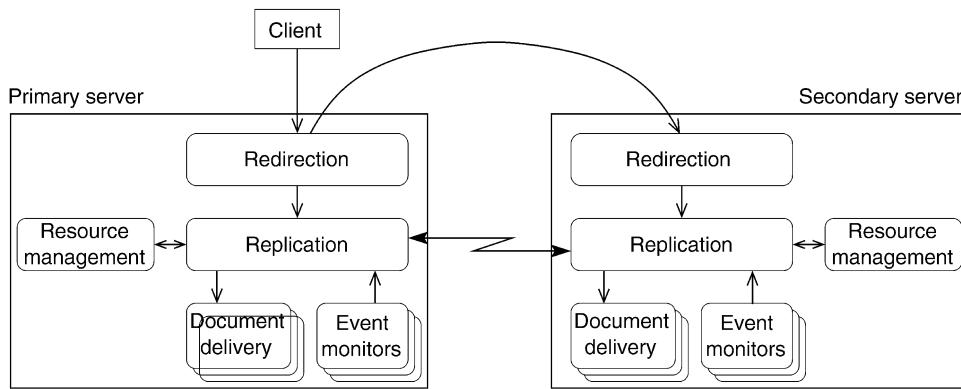 Client
Primary server
Secondary server
Redirection
Redirection
Resource
management
Replication
Replication
Resource
management
Document
delivery
Event
monitors
Document
delivery
Event
monitors